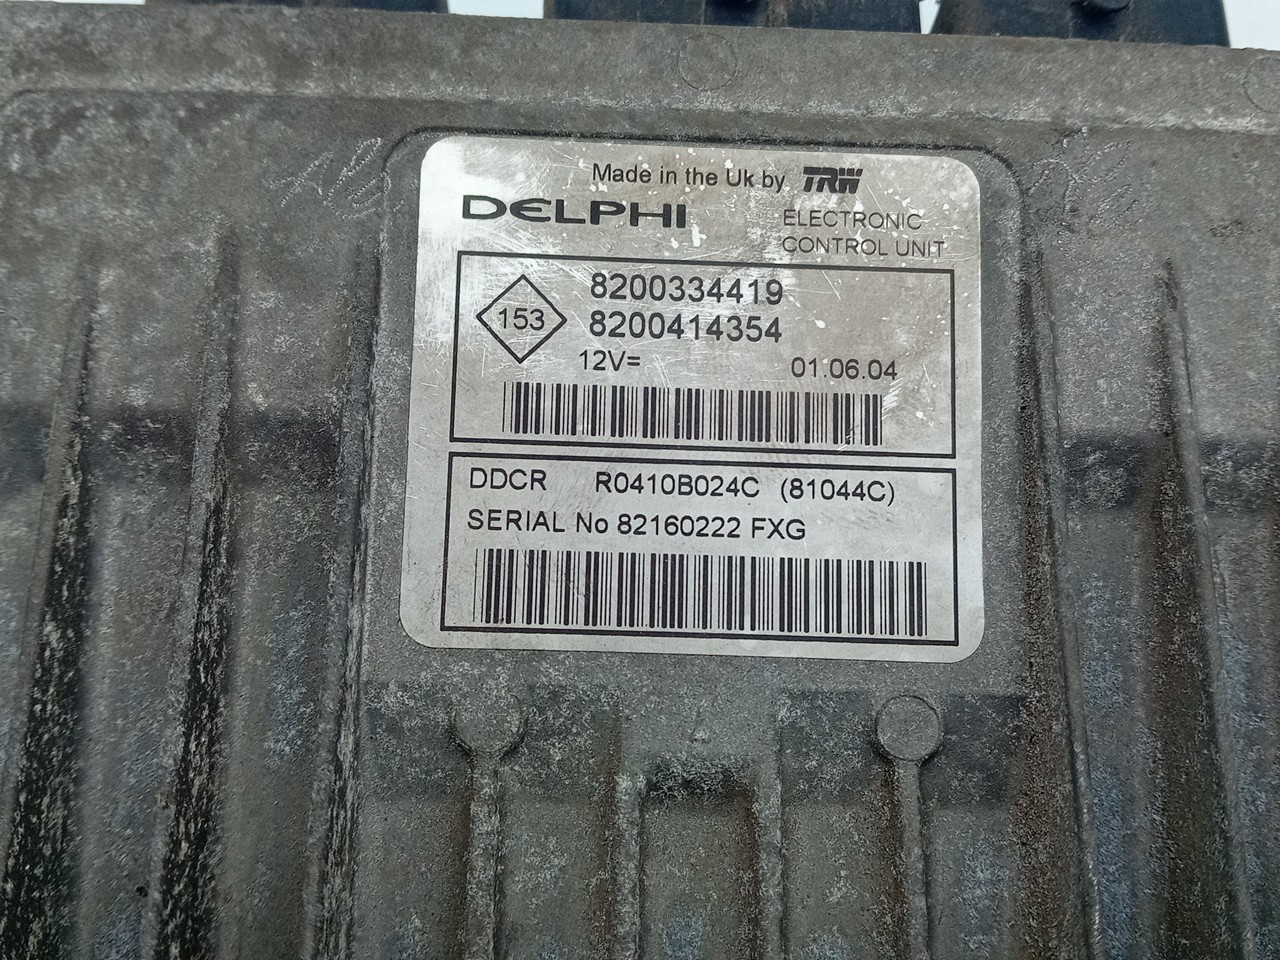 Made in the Uk by TRW
DELPHI
ELECTRONIC
CONTROL UNIT
153
8200334419
8200414354
12V=
01.06.04
DDCR R0410B024C (81044C)
SERIAL No 82160222 FXG